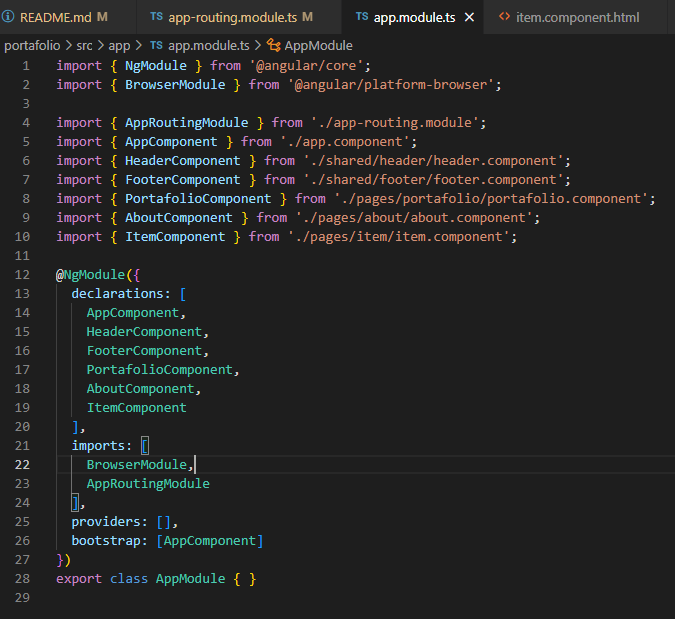 README.md M TS app-routing.module.ts M TS app.module.ts × <> item.component.html
portafolio > src > app > TS app.module.ts > AppModule
1 import { NgModule } from '@angular/core';
2 import { BrowserModule } from '@angular/platform-browser';
3
4 import { AppRoutingModule } from './app-routing.module';
5 import { AppComponent } from './app.component';
6 import { HeaderComponent } from './shared/header/header.component';
7 import { FooterComponent } from './shared/footer/footer.component';
8 import { PortafolioComponent } from './pages/portafolio/portafolio.component';
9 import { AboutComponent } from './pages/about/about.component';
10 import { ItemComponent } from './pages/item/item.component';
11
12 @NgModule({
13   declarations: [
14     AppComponent,
15     HeaderComponent,
16     FooterComponent,
17     PortafolioComponent,
18     AboutComponent,
19     ItemComponent
20   ],
21   imports: [
22     BrowserModule,
23     AppRoutingModule
24   ],
25   providers: [],
26   bootstrap: [AppComponent]
27 })
28 export class AppModule { }
29